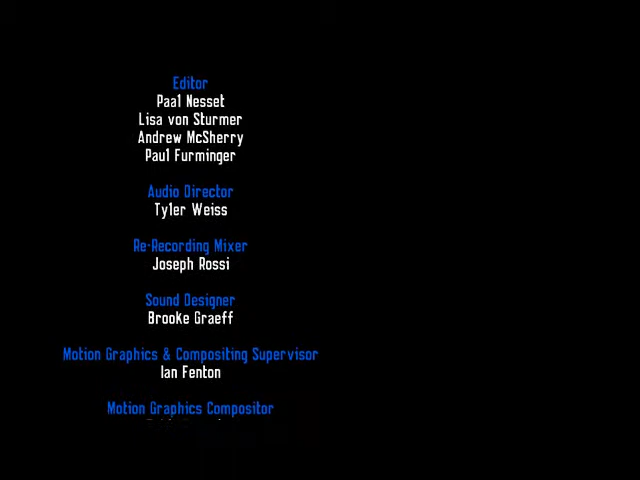 Editor
Paal Nesset
Lisa von Sturmer
Andrew McSherry
Paul Furminger
Audio Director
Tyler Weiss
Re-Recording Mixer
Joseph Rossi
Sound Designer
Brooke Graeff
Motion Graphics & Compositing Supervisor
Ian Fenton
Motion Graphics Compositor